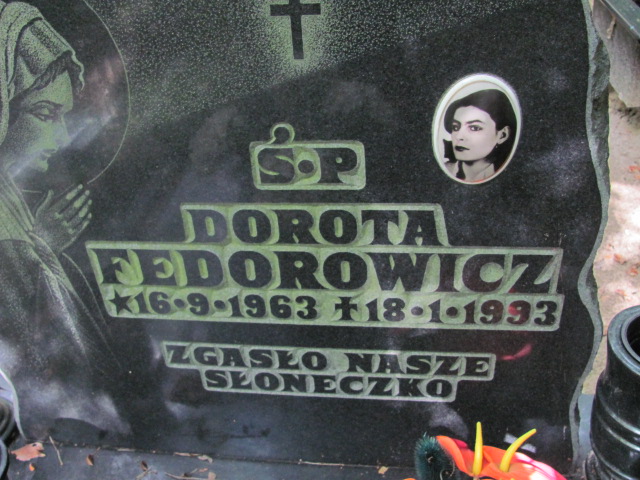 Ś•P
DOROTA
FEDOROWICZ
★16•9•1963 ✝18•1•1993
ZGASŁO NASZE
SŁONECZKO